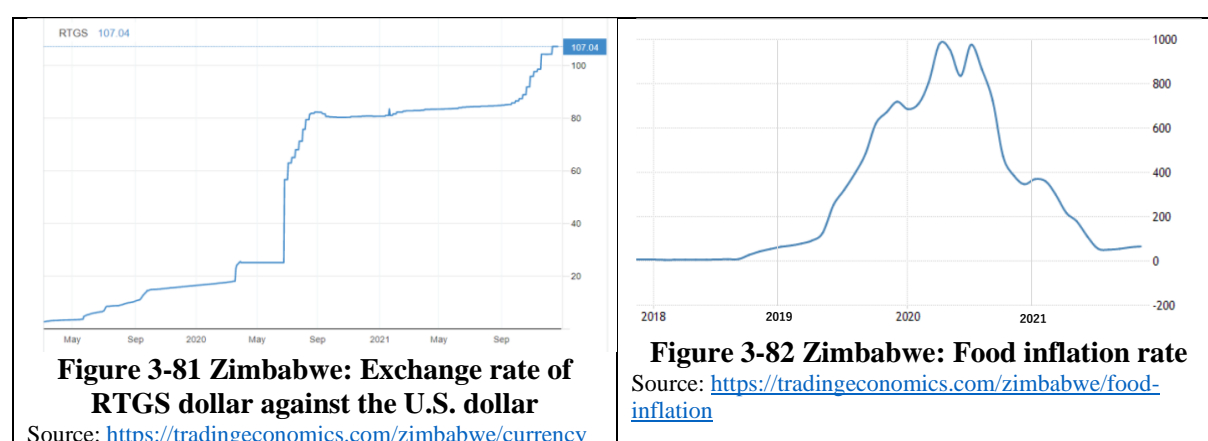 RTGS 107.04
107.04
100
80
60
40
20
May Sep 2020 May Sep 2021 May Sep
Figure 3-81 Zimbabwe: Exchange rate of
RTGS dollar against the U.S. dollar
Source: https://tradingeconomics.com/zimbabwe/currency
1000
800
600
400
200
0
-200
2018 2019 2020 2021
Figure 3-82 Zimbabwe: Food inflation rate
Source: https://tradingeconomics.com/zimbabwe/food-
inflation